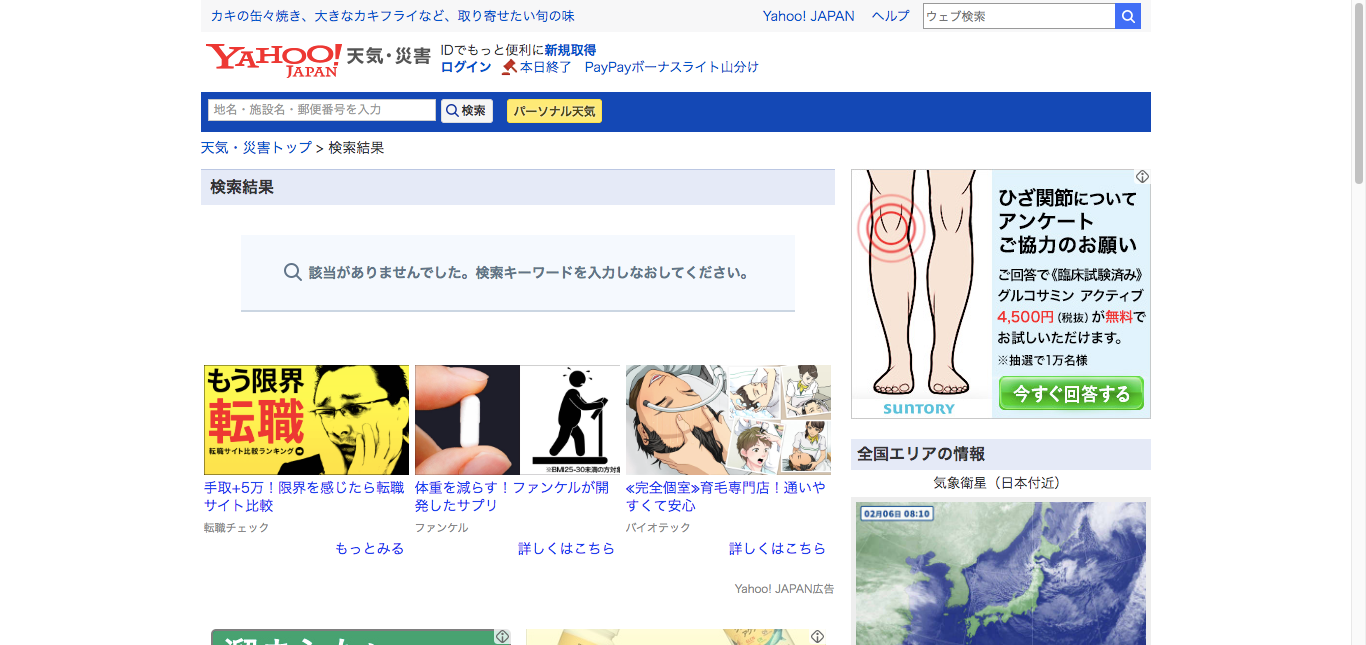 カキの缶々焼き、大きなカキフライなど、取り寄せたい旬の味
Yahoo! JAPAN ヘルプ
ウェブ検索
YAHOO! JAPAN 天気・災害
IDでもっと便利に新規取得
ログイン 本日終了 PayPayボーナスライト山分け
地名・施設名・郵便番号を入力
検索
パーソナル天気
天気・災害トップ > 検索結果
検索結果
該当がありませんでした。検索キーワードを入力しなおしてください。
もう限界
転職
転職サイト比較ランキング
手取+5万！限界を感じたら転職
サイト比較
転職チェック
もっとみる
※BMI25-30未満の方対象
体重を減らす！ファンケルが開
発したサプリ
ファンケル
詳しくはこちら
≪完全個室≫育毛専門店！通いや
すくて安心
バイオテック
詳しくはこちら
Yahoo! JAPAN広告
ひざ関節について
アンケート
ご協力のお願い
ご回答で《臨床試験済み》
グルコサミン アクティブ
4,500円(税抜)が無料で
お試しいただけます。
※抽選で1万名様
今すぐ回答する
SUNTORY
全国エリアの情報
気象衛星（日本付近）
02月06日 08:10